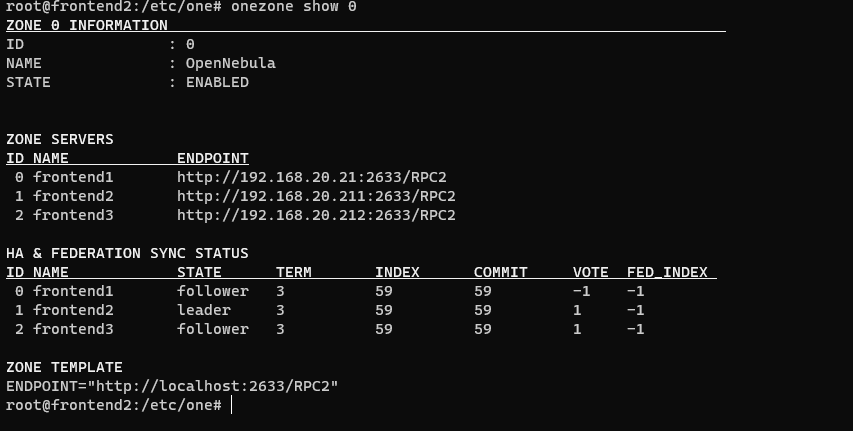 root@frontend2:/etc/one# onezone show 0
ZONE 0 INFORMATION
ID                : 0
NAME              : OpenNebula
STATE             : ENABLED
ZONE SERVERS
ID NAME            ENDPOINT
 0 frontend1       http://192.168.20.21:2633/RPC2
 1 frontend2       http://192.168.20.211:2633/RPC2
 2 frontend3       http://192.168.20.212:2633/RPC2
HA & FEDERATION SYNC STATUS
ID NAME            STATE      TERM       INDEX      COMMIT     VOTE  FED_INDEX
 0 frontend1       follower   3          59         59         -1    -1
 1 frontend2       leader     3          59         59         1     -1
 2 frontend3       follower   3          59         59         1     -1
ZONE TEMPLATE
ENDPOINT="http://localhost:2633/RPC2"
root@frontend2:/etc/one#